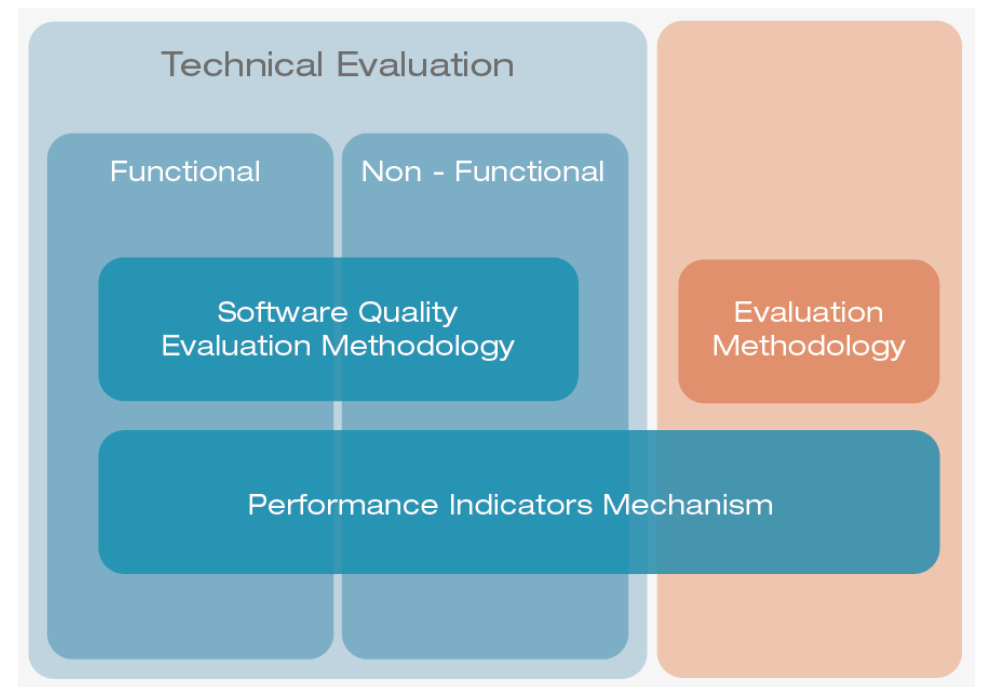 Technical Evaluation
Functional
Non - Functional
Software Quality
Evaluation Methodology
Evaluation
Methodology
Performance Indicators Mechanism